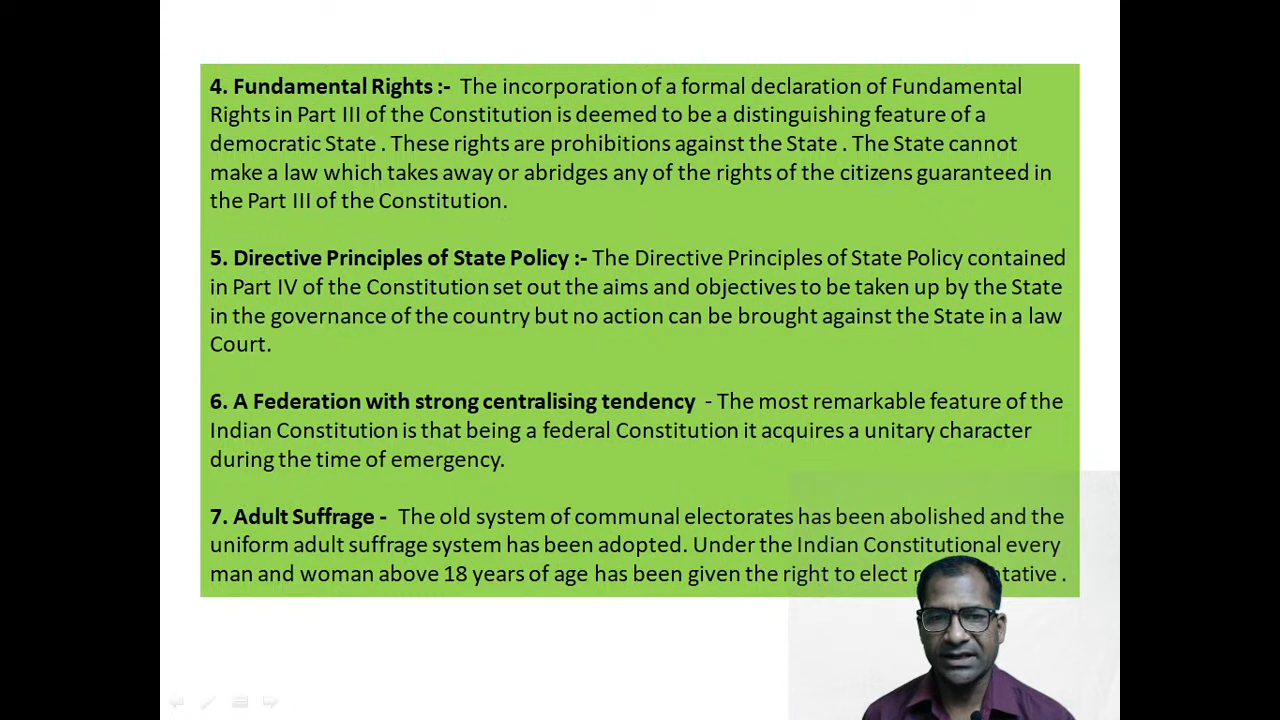 4. Fundamental Rights :- The incorporation of a formal declaration of Fundamental
Rights in Part III of the Constitution is deemed to be a distinguishing feature of a
democratic State . These rights are prohibitions against the State . The State cannot
make a law which takes away or abridges any of the rights of the citizens guaranteed in
the Part III of the Constitution.
5. Directive Principles of State Policy :- The Directive Principles of State Policy contained
in Part IV of the Constitution set out the aims and objectives to be taken up by the State
in the governance of the country but no action can be brought against the State in a law
Court.
6. A Federation with strong centralising tendency - The most remarkable feature of the
Indian Constitution is that being a federal Constitution it acquires a unitary character
during the time of emergency.
7. Adult Suffrage - The old system of communal electorates has been abolished and the
uniform adult suffrage system has been adopted. Under the Indian Constitutional every
man and woman above 18 years of age has been given the right to elect .